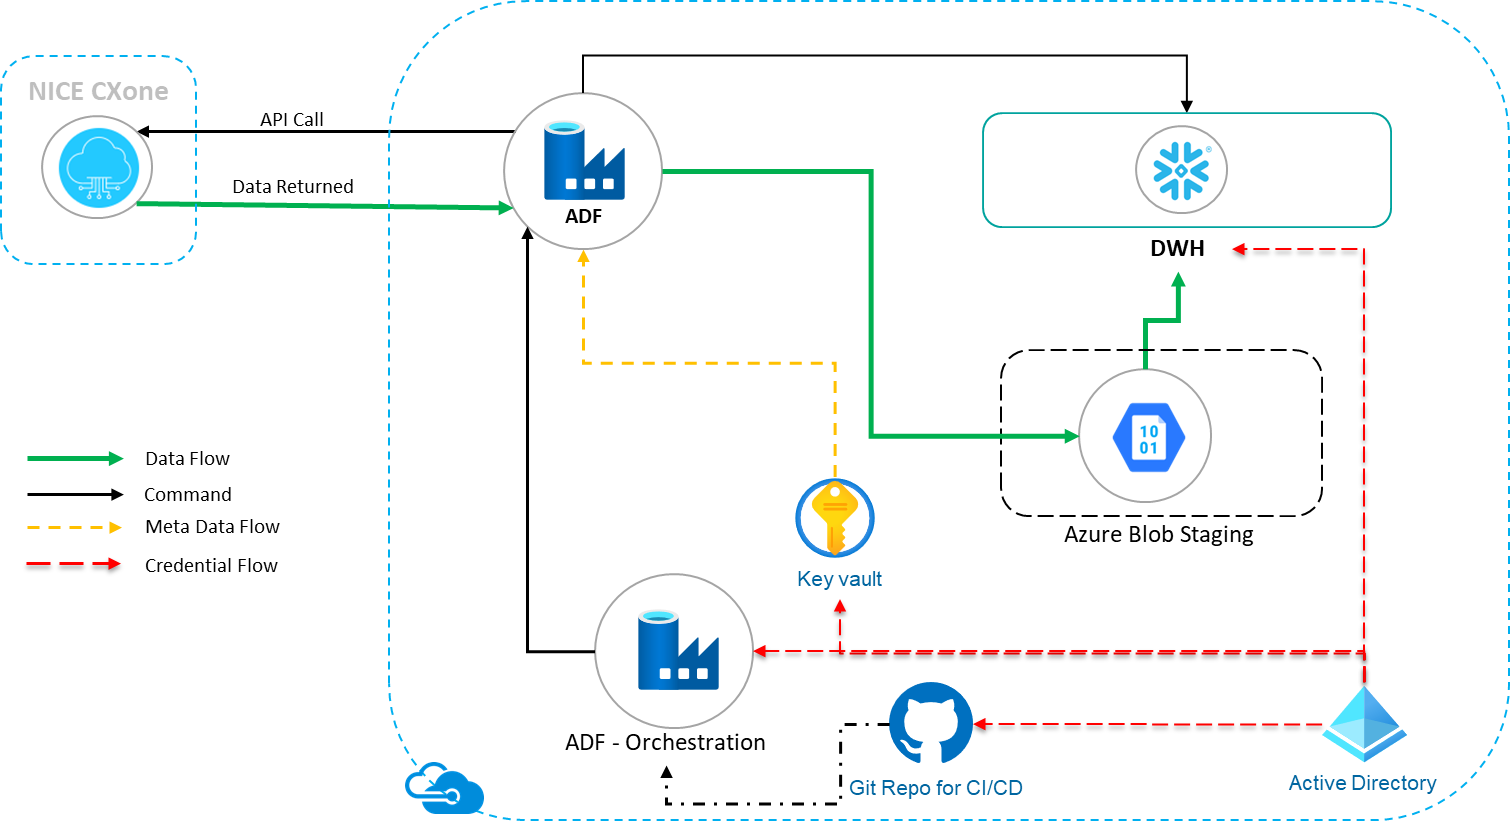 NICE CXone
API Call
Data Returned
ADF
®
DWH
Data Flow
Command
Meta Data Flow
Credential Flow
10
01
Azure Blob Staging
Key vault
ADF - Orchestration
Git Repo for CI/CD
Active Directory